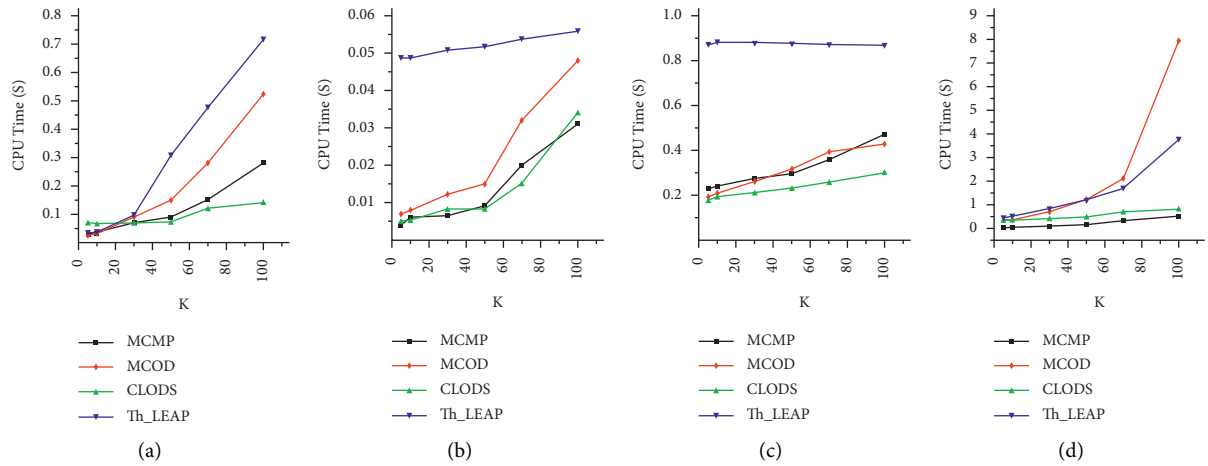 0.8
0.7
0.6
0.5
0.4
0.3
0.2
0.1
CPU Time (S)
0
20
40
60
80
100
K
MCMP
MCOD
CLODS
Th_LEAP
(a)
0.06
0.05
0.04
0.03
0.02
0.01
CPU Time (S)
0
20
40
60
80
100
K
MCMP
MCOD
CLODS
Th_LEAP
(b)
1.0
0.8
0.6
0.4
0.2
CPU Time (S)
0
20
40
60
80
100
K
MCMP
MCOD
CLODS
Th_LEAP
(c)
9
8
7
6
5
4
3
2
1
0
CPU Time (S)
0
20
40
60
80
100
K
MCMP
MCOD
CLODS
Th_LEAP
(d)